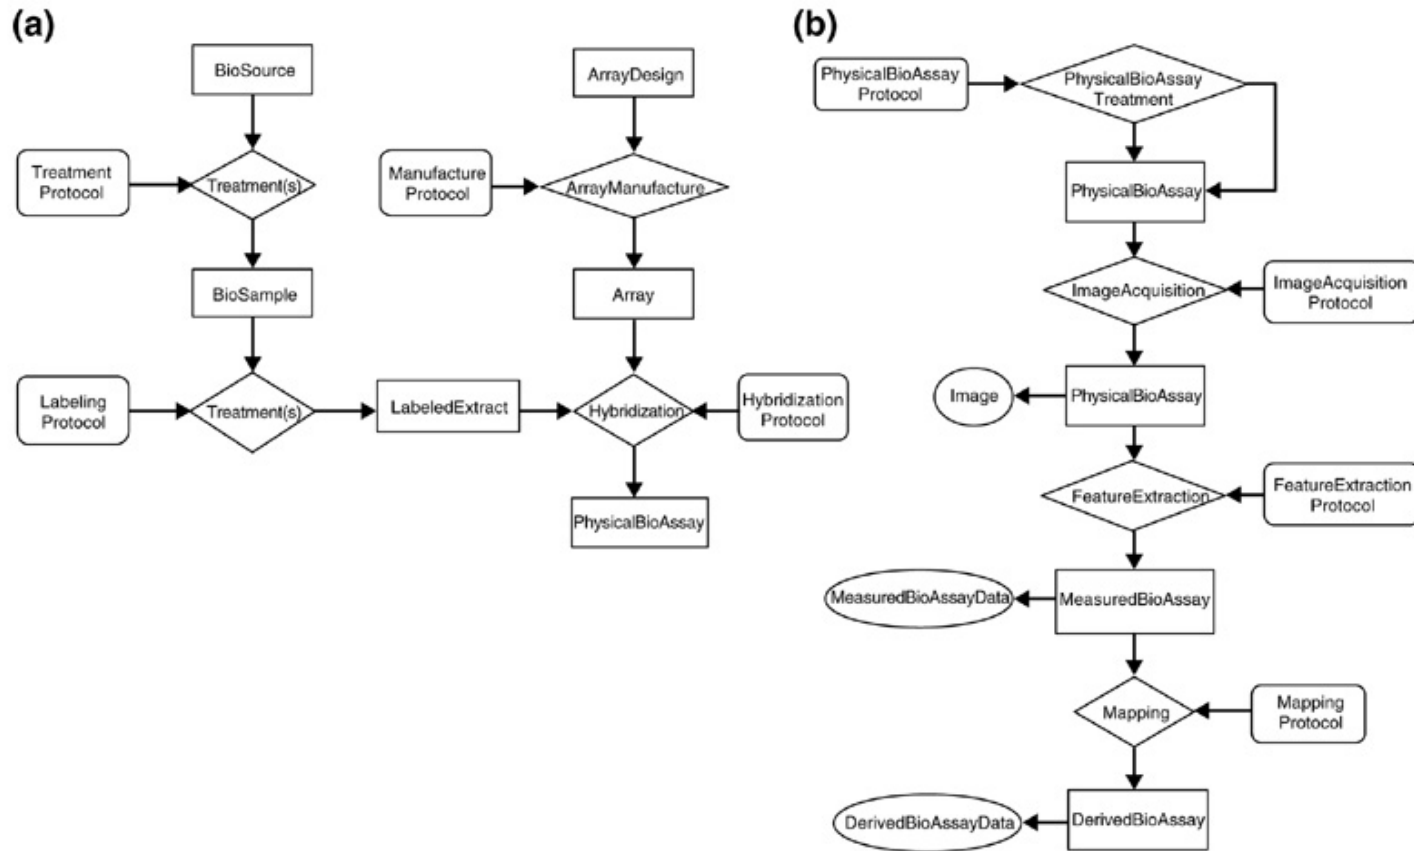 (a)
BioSource
Treatment
Protocol
Treatment(s)
BioSample
Labeling
Protocol
Treatment(s)
LabeledExtract
ArrayDesign
Manufacture
Protocol
ArrayManufacture
Array
Hybridization
Hybridization
Protocol
PhysicalBioAssay
(b)
PhysicalBioAssay
Protocol
PhysicalBioAssay
Treatment
PhysicalBioAssay
ImageAcquisition
ImageAcquisition
Protocol
Image
PhysicalBioAssay
FeatureExtraction
FeatureExtraction
Protocol
MeasuredBioAssayData
MeasuredBioAssay
Mapping
Mapping
Protocol
DerivedBioAssayData
DerivedBioAssay